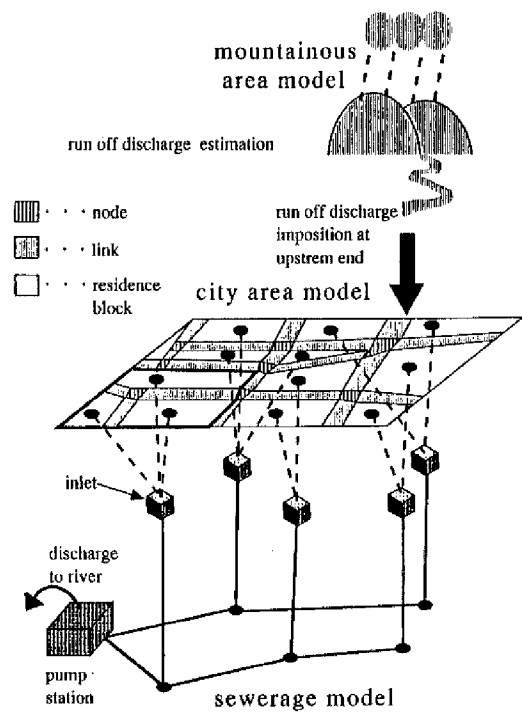 mountainous
area model
run off discharge estimation
node
link
residence
block
run off discharge
imposition at
upstrem end
city area model
inlet
discharge
to river
pump
station
sewerage model